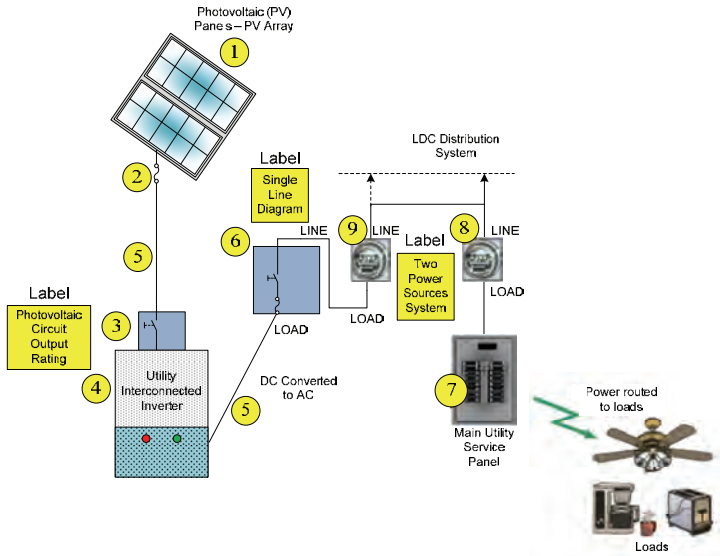 Photovoltaic (PV)
Panels – PV Array
1
LDC Distribution
System
2
Label
Single
Line
Diagram
6
LINE
9
LINE
Label
8
LINE
5
Two
Power
Sources
System
Label
Photovoltaic
Circuit
Output
Rating
3
LOAD
LOAD
LOAD
4
Utility
Interconnected
Inverter
DC Converted
to AC
5
7
Main Utility
Service
Panel
Power routed
to loads
Loads